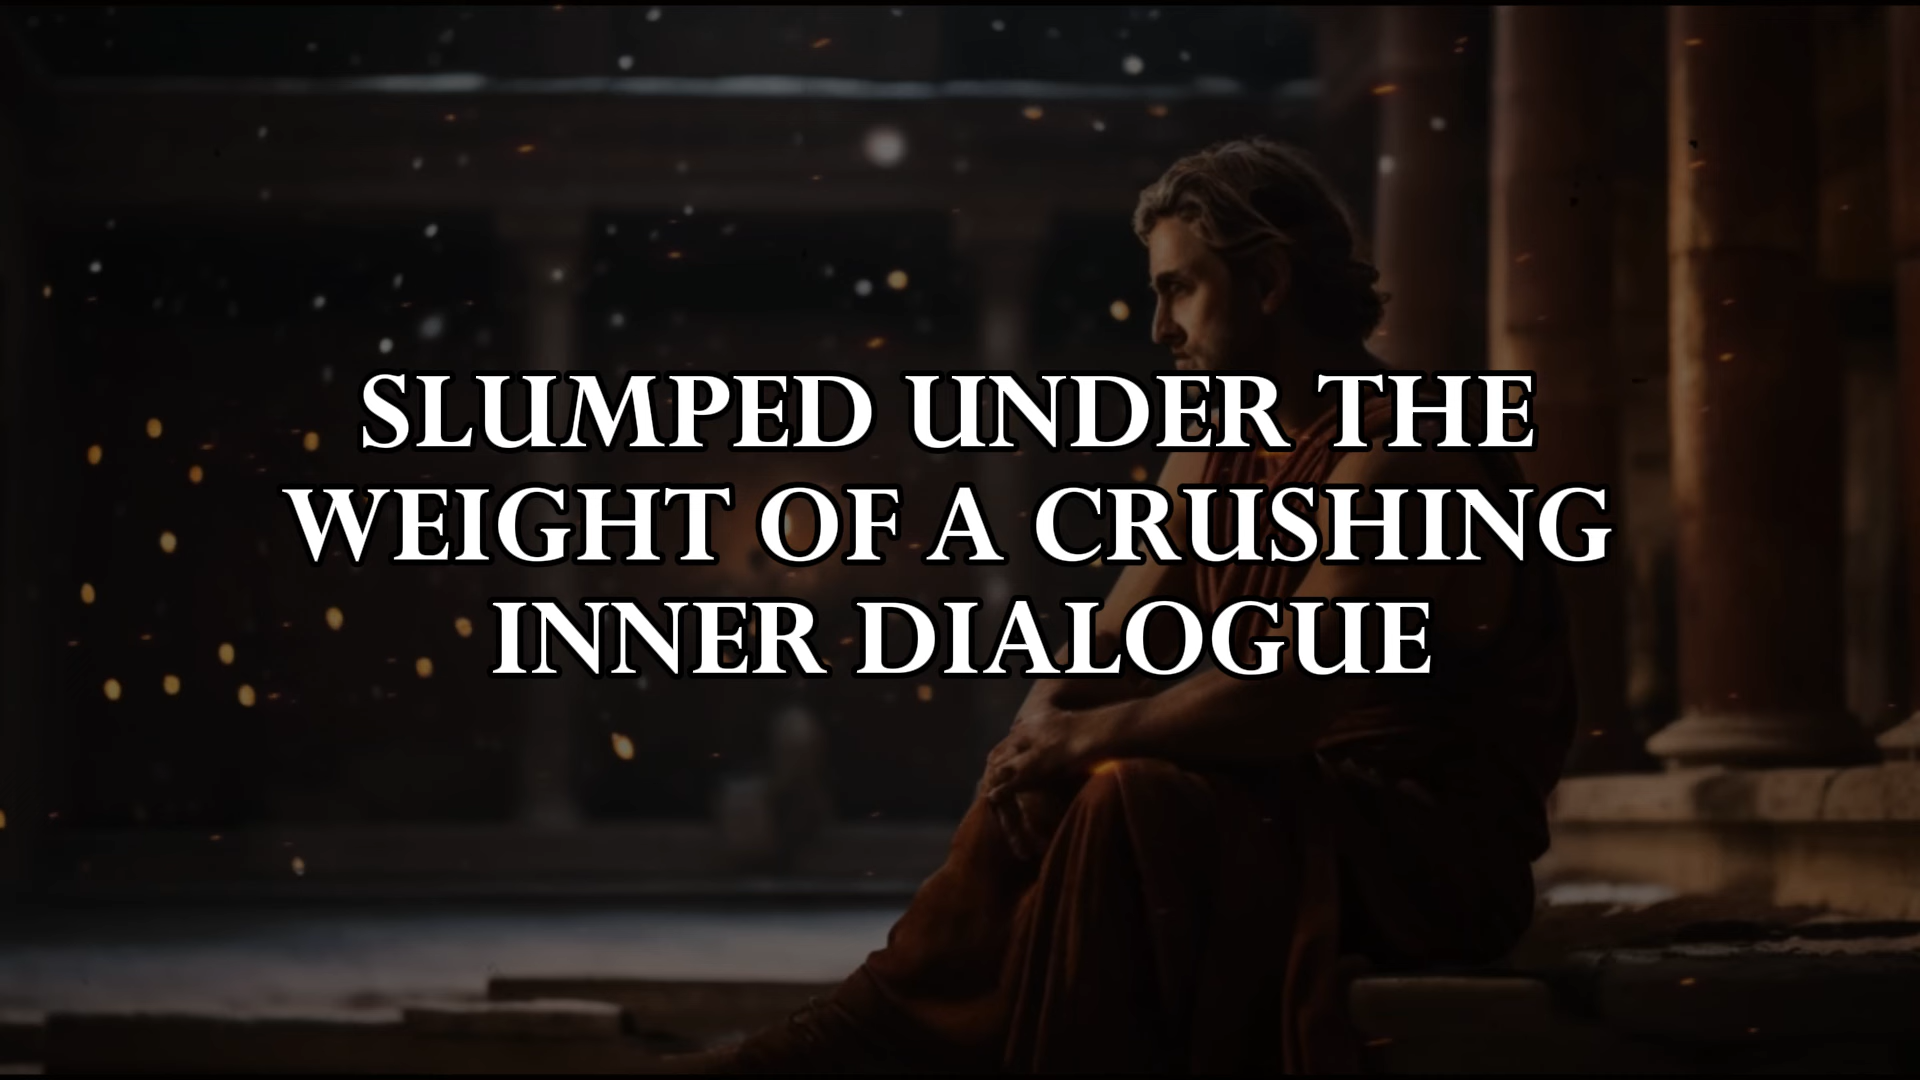 SLUMPED UNDER THE
WEIGHT OF A CRUSHING
INNER DIALOGUE